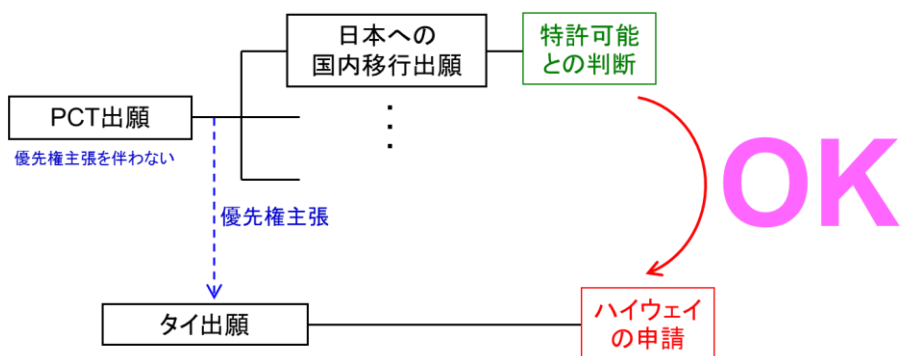 日本への
国内移行出願
特許可能
との判断
PCT出願
優先権主張を伴わない
優先権主張
OK
タイ出願
ハイウェイ
の申請